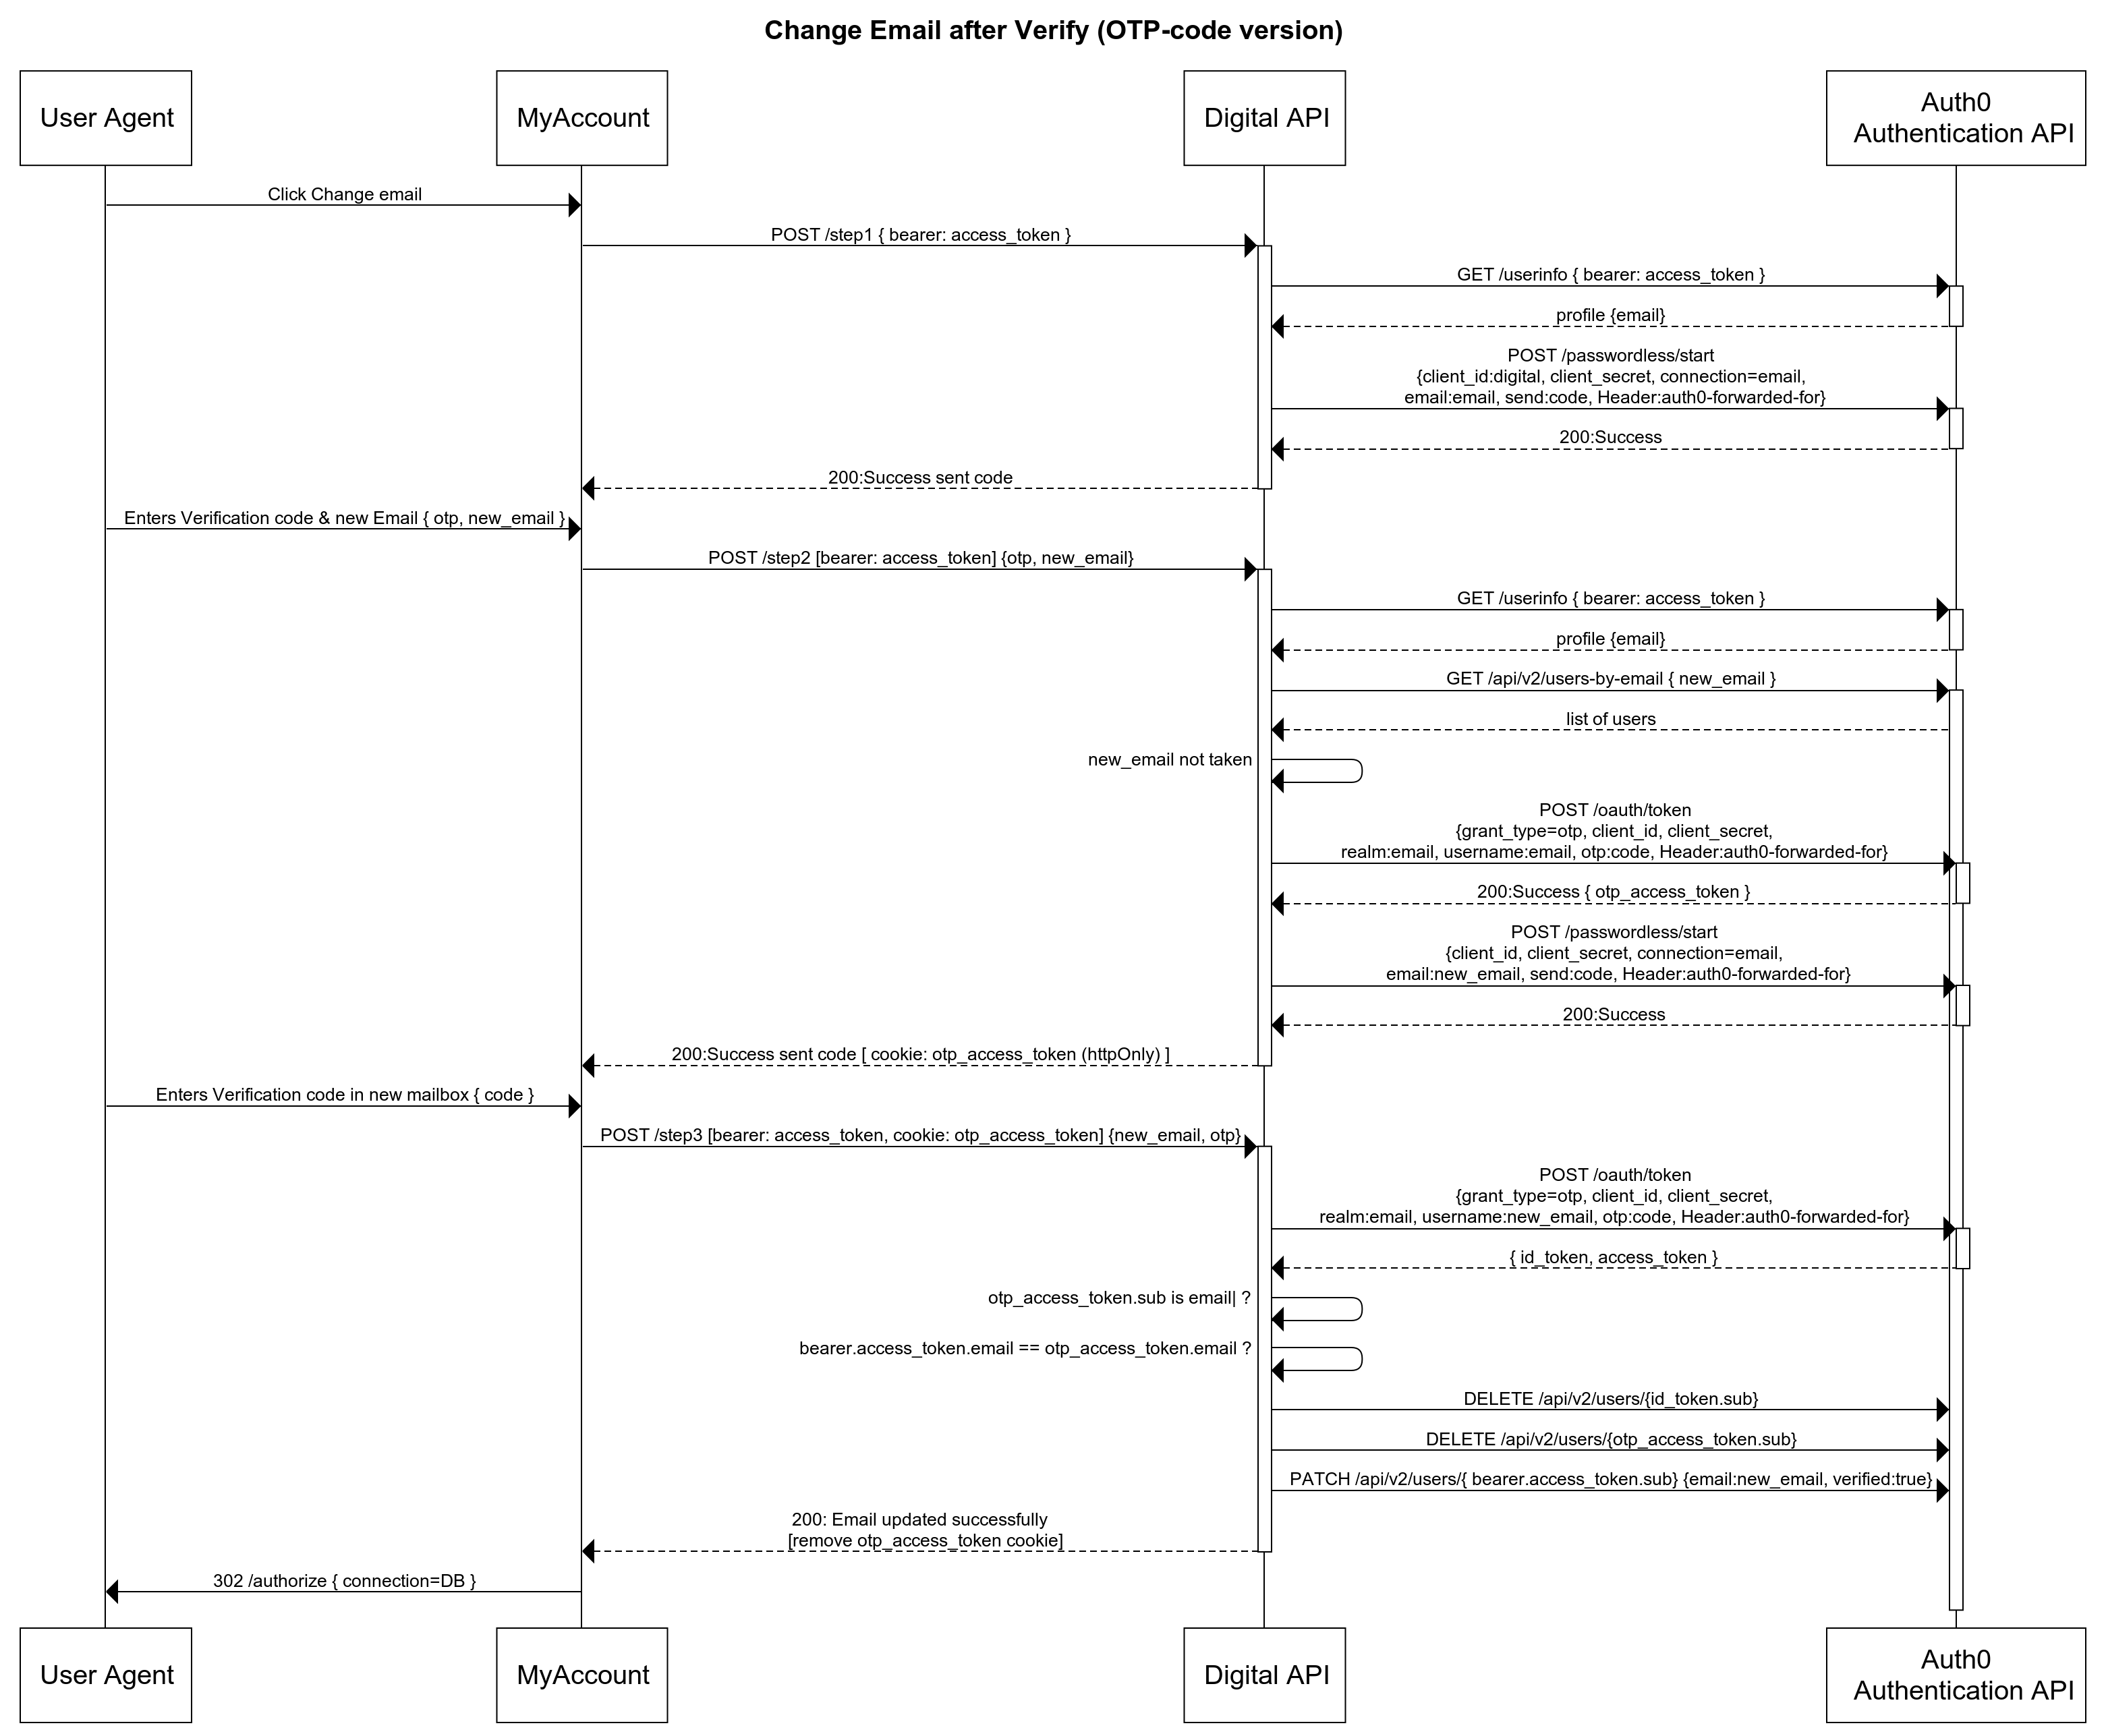 Change Email after Verify (OTP-code version)
User Agent
MyAccount
Digital API
Auth0
Authentication API
Click Change email
POST /step1 { bearer: access_token }
GET /userinfo { bearer: access_token }
profile {email}
POST /passwordless/start
{client_id:digital, client_secret, connection=email,
email:email, send:code, Header:auth0-forwarded-for}
200:Success
200:Success sent code
Enters Verification code & new Email { otp, new_email }
POST /step2 [bearer: access_token] {otp, new_email}
GET /userinfo { bearer: access_token }
profile {email}
GET /api/v2/users-by-email { new_email }
list of users
new_email not taken
POST /oauth/token
{grant_type=otp, client_id, client_secret,
realm:email, username:email, otp:code, Header:auth0-forwarded-for}
200:Success { otp_access_token }
POST /passwordless/start
{client_id, client_secret, connection=email,
email:new_email, send:code, Header:auth0-forwarded-for}
200:Success
200:Success sent code [ cookie: otp_access_token (httpOnly) ]
Enters Verification code in new mailbox { code }
POST /step3 [bearer: access_token, cookie: otp_access_token] {new_email, otp}
POST /oauth/token
{grant_type=otp, client_id, client_secret,
realm:email, username:new_email, otp:code, Header:auth0-forwarded-for}
{ id_token, access_token }
otp_access_token.sub is email| ?
bearer.access_token.email == otp_access_token.email ?
DELETE /api/v2/users/{id_token.sub}
DELETE /api/v2/users/{otp_access_token.sub}
PATCH /api/v2/users/{ bearer.access_token.sub} {email:new_email, verified:true}
200: Email updated successfully
[remove otp_access_token cookie]
302 /authorize { connection=DB }
User Agent
MyAccount
Digital API
Auth0
Authentication API